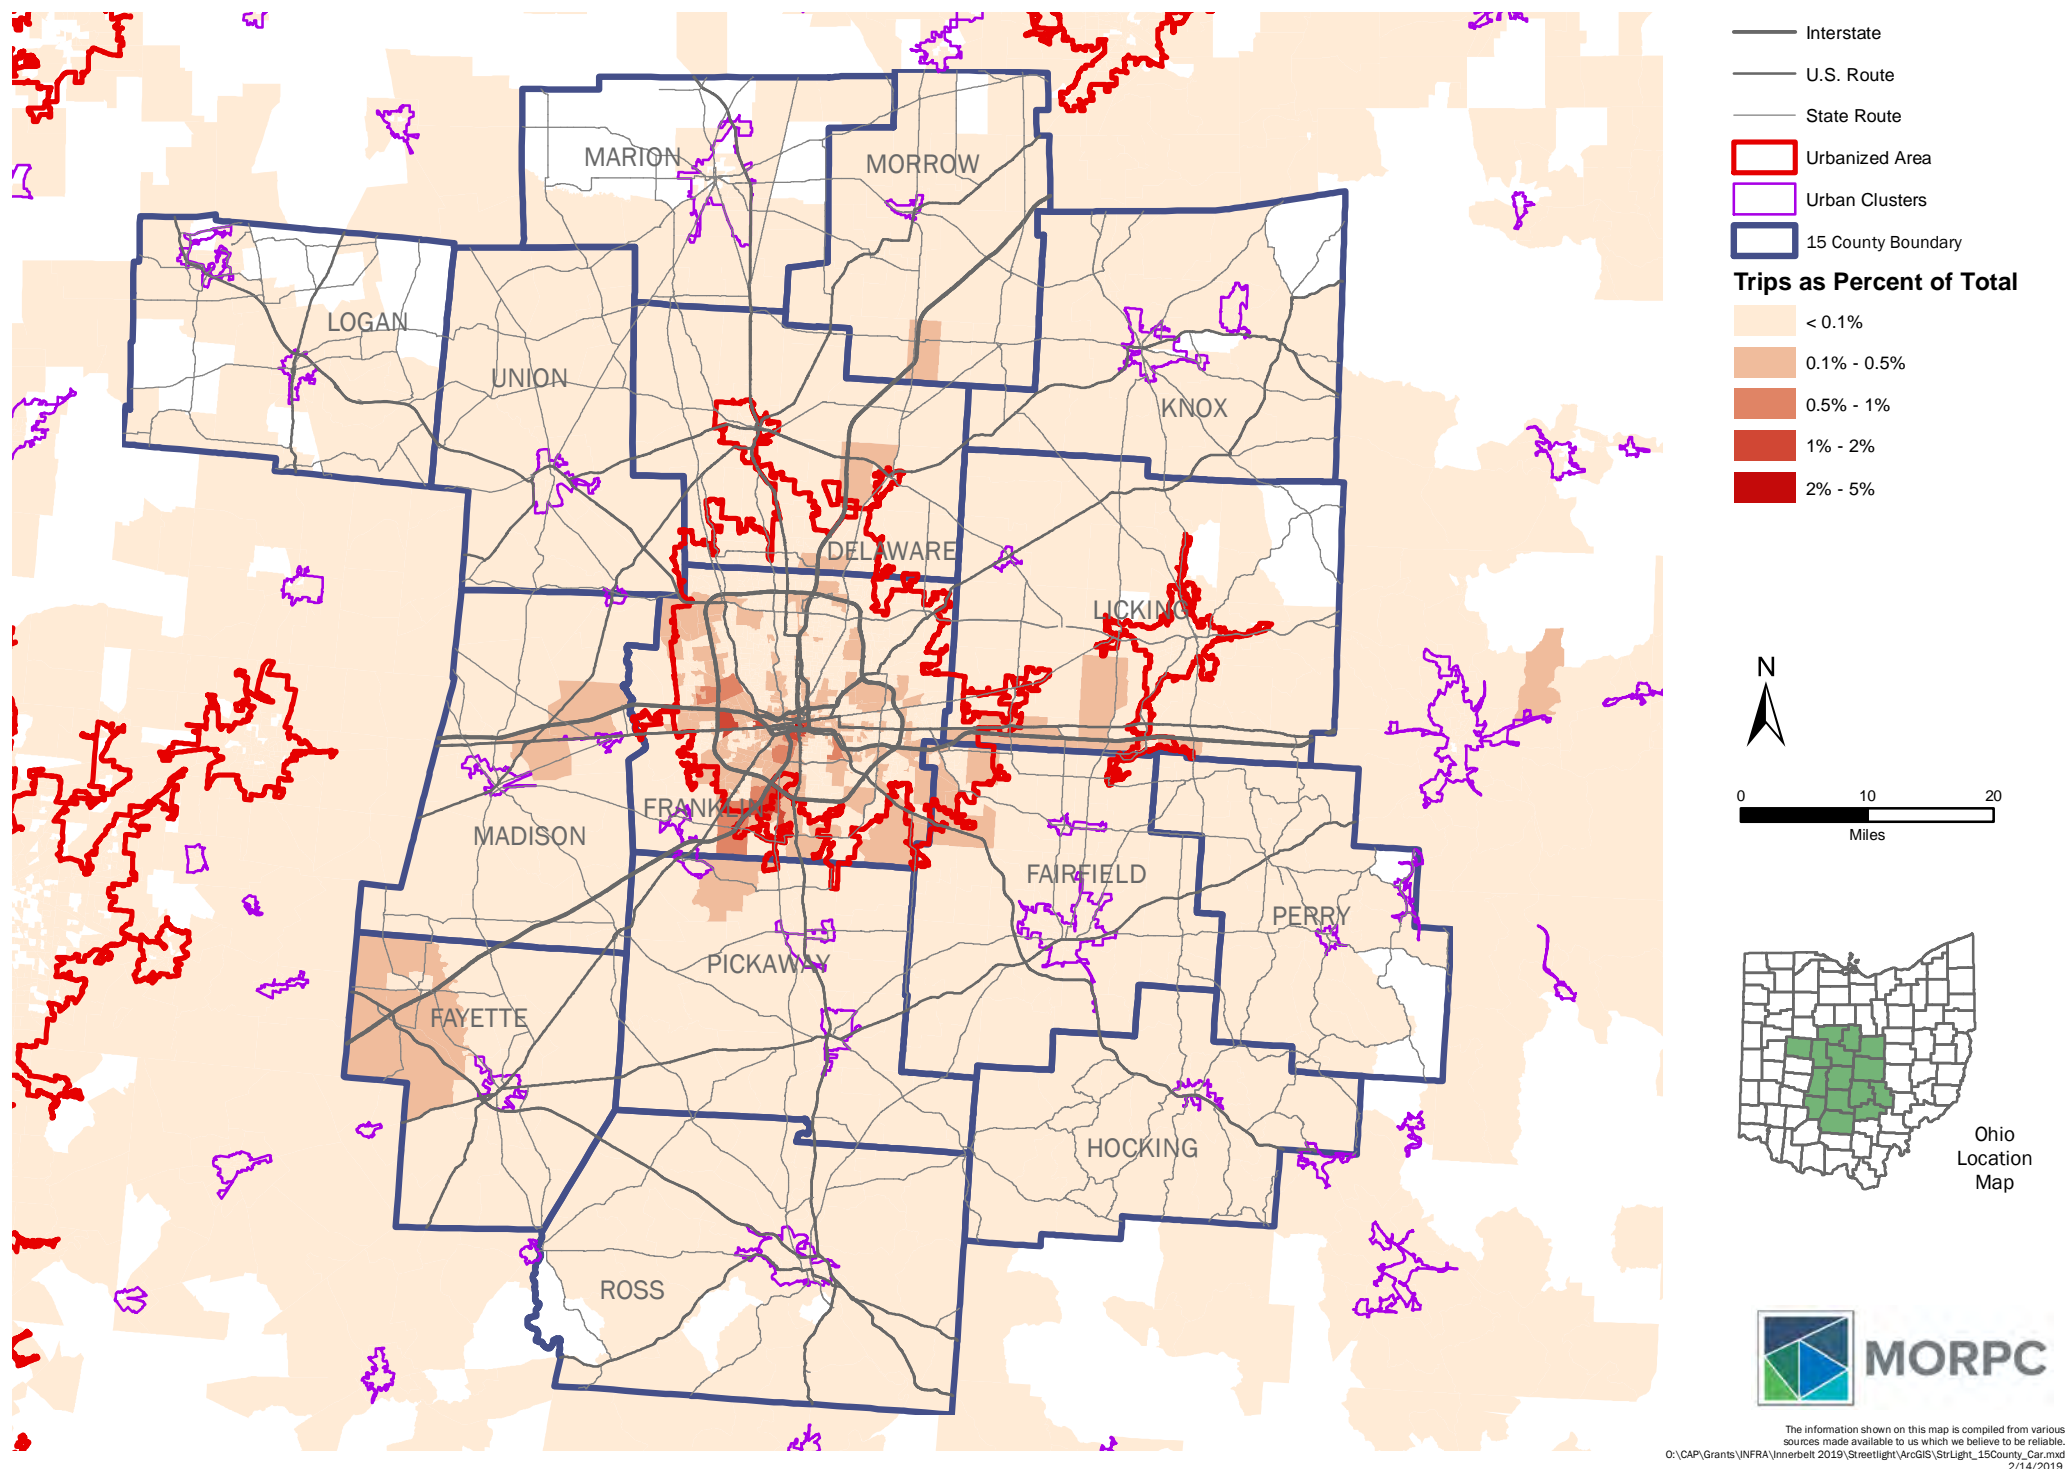 Interstate
U.S. Route
State Route
Urbanized Area
Urban Clusters
15 County Boundary
Trips as Percent of Total
< 0.1%
0.1% - 0.5%
0.5% - 1%
1% - 2%
2% - 5%
MARION
MORROW
LOGAN
UNION
KNOX
DELAWARE
LICKING
FRANKLIN
MADISON
FAIRFIELD
PERRY
PICKAWAY
FAYETTE
HOCKING
ROSS
N
0 10 20
Miles
Ohio
Location
Map
MORPC
The information shown on this map is compiled from various
sources made available to us which we believe to be reliable.
O:\CAP\Grants\INFRA\Innerbelt 2019\Streetlight\ArcGIS\StrLight_15County_Car.mxd
2/14/2019